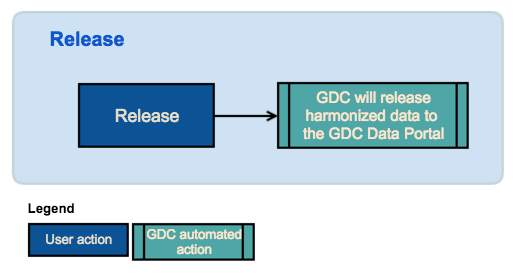 Release
Release
GDC will release
harmonized data to
the GDC Data Portal
Legend
User action
GDC automated
action